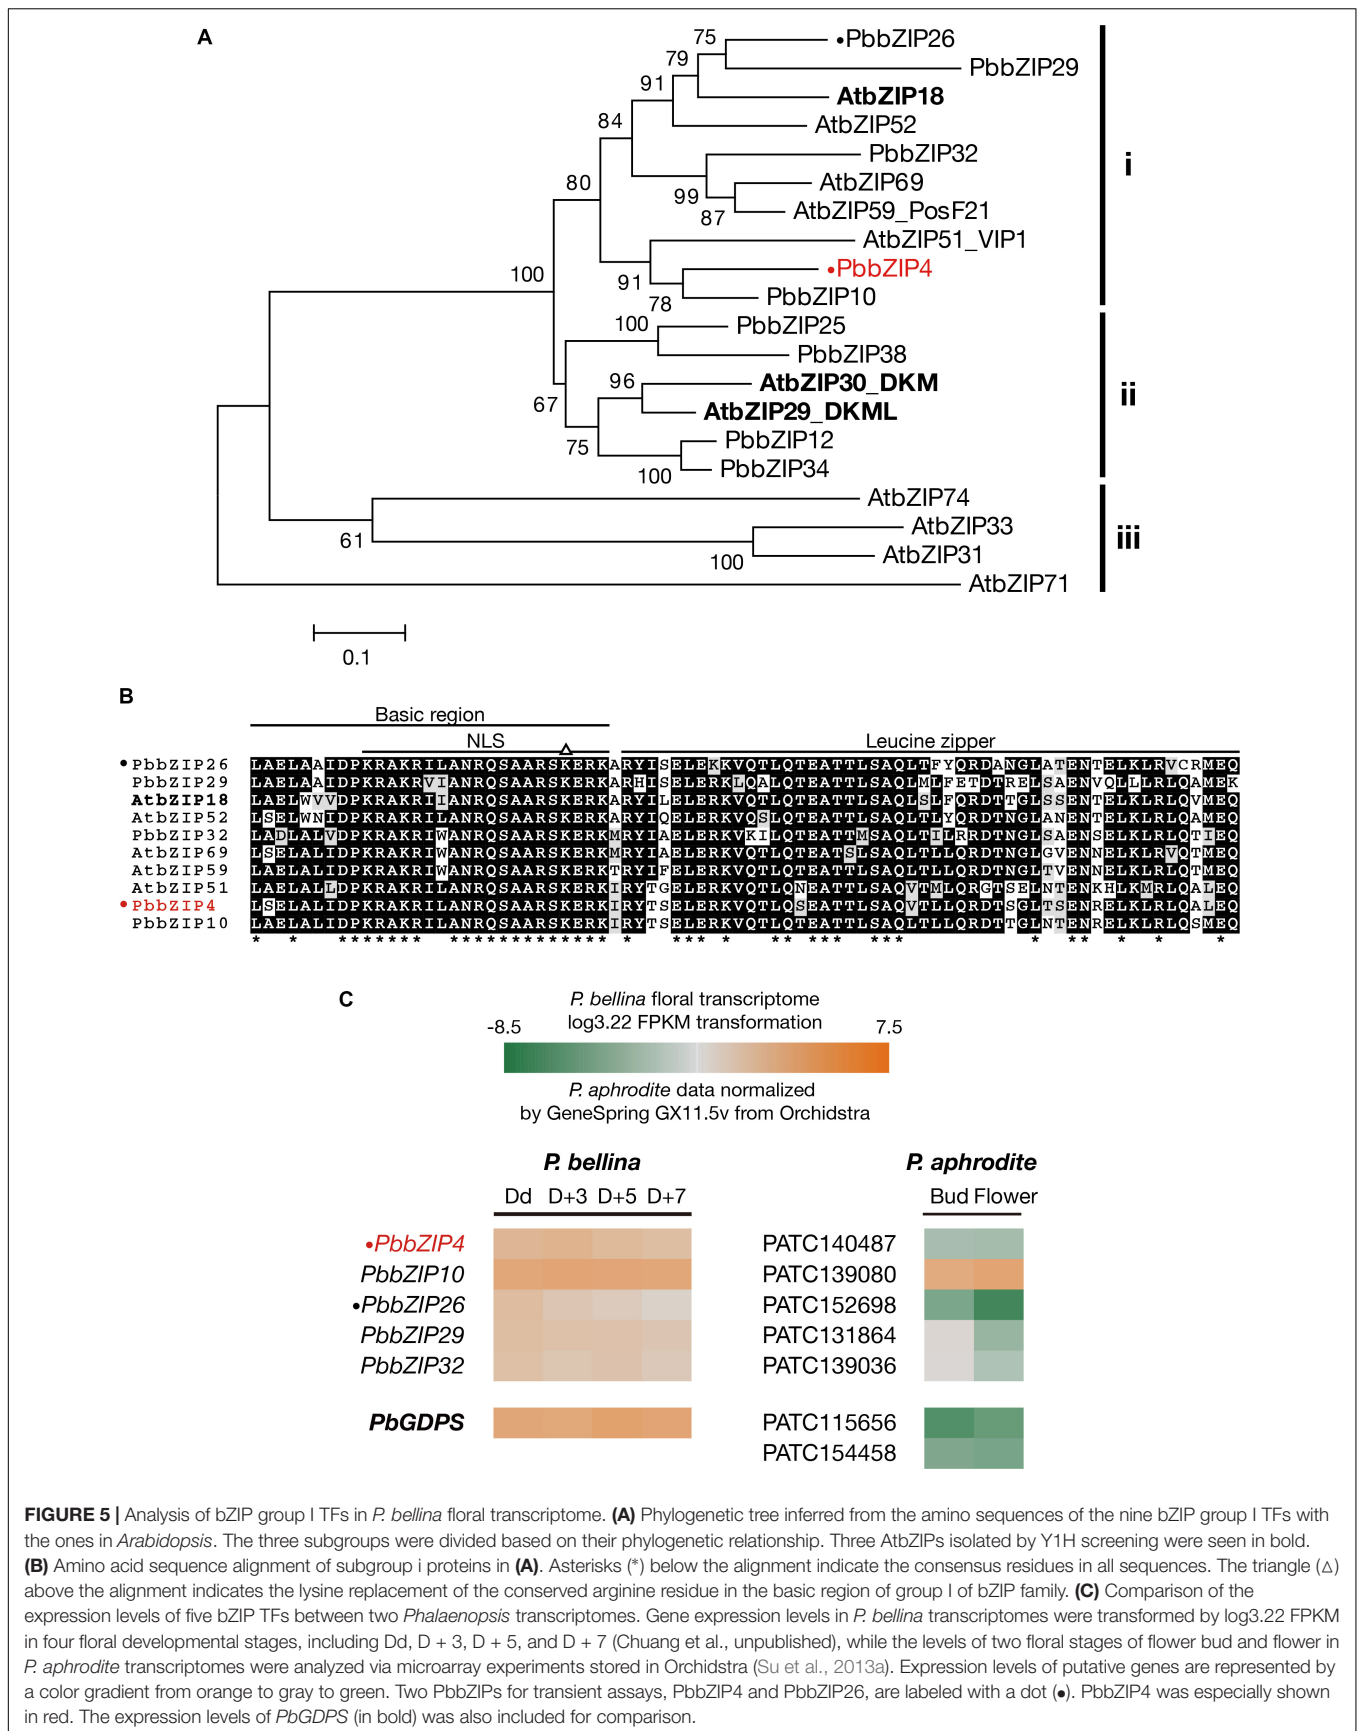 A
75
•PbbZIP26
79
PbbZIP29
91
AtbZIP18
84
AtbZIP52
PbbZIP32
i
80
99
AtbZIP69
87
AtbZIP59_PosF21
AtbZIP51_VIP1
100
91
•PbbZIP4
78
PbbZIP10
100
PbbZIP25
PbbZIP38
96
AtbZIP30_DKM
ii
67
AtbZIP29_DKML
75
PbbZIP12
100
PbbZIP34
AtbZIP74
61
AtbZIP33
iii
100
AtbZIP31
AtbZIP71
0.1
B
Basic region
NLS △ Leucine zipper
•PbbZIP26 LAELAAIDPKRAKRILANRQSAARSKERKARYISELEKKVQTLQTEATTLSAQLTFYQRDANGLATENTELKLRVCRMEQ
PbbZIP29 LAELAAIDPKRAKRVIANRQSAARSKERKARHISELERKLQALQTEATTLSAQLMLFETDTRELSAENVQLLLRLQAMEK
AtbZIP18 LAELWVVDPKRAKRIIANRQSAARSKERKARYILELERKVQTLQTEATTLSAQLSLFQRDTTGLSSENTELKLRLQVMEQ
AtbZIP52 LSELWNIDPKRAKRILANRQSAARSKERKARYIQELERKVQSLQTEATTLSAQLTLYQRDTNGLANENTELKLRLQAMEQ
PbbZIP32 LADLALVDPKRAKRIWANRQSAARSKERKMRYIAELERKVKILQTEATTMSAQLTILRRDTNGLSAENSELKLRLQTIEQ
AtbZIP69 LSELALIDPKRAKRIWANRQSAARSKERKMRYIAELERKVQTLQTEATSLSAQLTLLQRDTNGLGVENNELKLRVQTMEQ
AtbZIP59 LAELALIDPKRAKRIWANRQSAARSKERKTRYIFELERKVQTLQTEATTLSAQLTLLQRDTNGLTVENNELKLRLQTMEQ
AtbZIP51 LAELALLDPKRAKRILANRQSAARSKERKIRYTGELERKVQTLQNEATTLSAQVTMLQRGTSELNTENKHLKMRLQALEQ
•PbbZIP4 LSELALIDPKRAKRILANRQSAARSKERKIRYTSELERKVQTLQSEATTLSAQVTLLQRDTSGLTSENRELKLRLQALEQ
PbbZIP10 LAELALIDPKRAKRILANRQSAARSKERKIRYTSELERKVQTLQTEATTLSAQLTLLQRDTTGLNTENRELKLRLQSMEQ
* * ******* ************* * *** * ** *** *** * ** * * *
C
P. bellina floral transcriptome
-8.5 log3.22 FPKM transformation 7.5
P. aphrodite data normalized
by GeneSpring GX11.5v from Orchidstra
P. bellina P. aphrodite
Dd D+3 D+5 D+7 Bud Flower
•PbbZIP4 PATC140487
PbbZIP10 PATC139080
•PbbZIP26 PATC152698
PbbZIP29 PATC131864
PbbZIP32 PATC139036
PbGDPS PATC115656
PATC154458
FIGURE 5 | Analysis of bZIP group I TFs in P. bellina floral transcriptome. (A) Phylogenetic tree inferred from the amino sequences of the nine bZIP group I TFs with
the ones in Arabidopsis. The three subgroups were divided based on their phylogenetic relationship. Three AtbZIPs isolated by Y1H screening were seen in bold.
(B) Amino acid sequence alignment of subgroup i proteins in (A). Asterisks (*) below the alignment indicate the consensus residues in all sequences. The triangle (△)
above the alignment indicates the lysine replacement of the conserved arginine residue in the basic region of group I of bZIP family. (C) Comparison of the
expression levels of five bZIP TFs between two Phalaenopsis transcriptomes. Gene expression levels in P. bellina transcriptomes were transformed by log3.22 FPKM
in four floral developmental stages, including Dd, D + 3, D + 5, and D + 7 (Chuang et al., unpublished), while the levels of two floral stages of flower bud and flower in
P. aphrodite transcriptomes were analyzed via microarray experiments stored in Orchidstra (Su et al., 2013a). Expression levels of putative genes are represented by
a color gradient from orange to gray to green. Two PbbZIPs for transient assays, PbbZIP4 and PbbZIP26, are labeled with a dot (●). PbbZIP4 was especially shown
in red. The expression levels of PbGDPS (in bold) was also included for comparison.